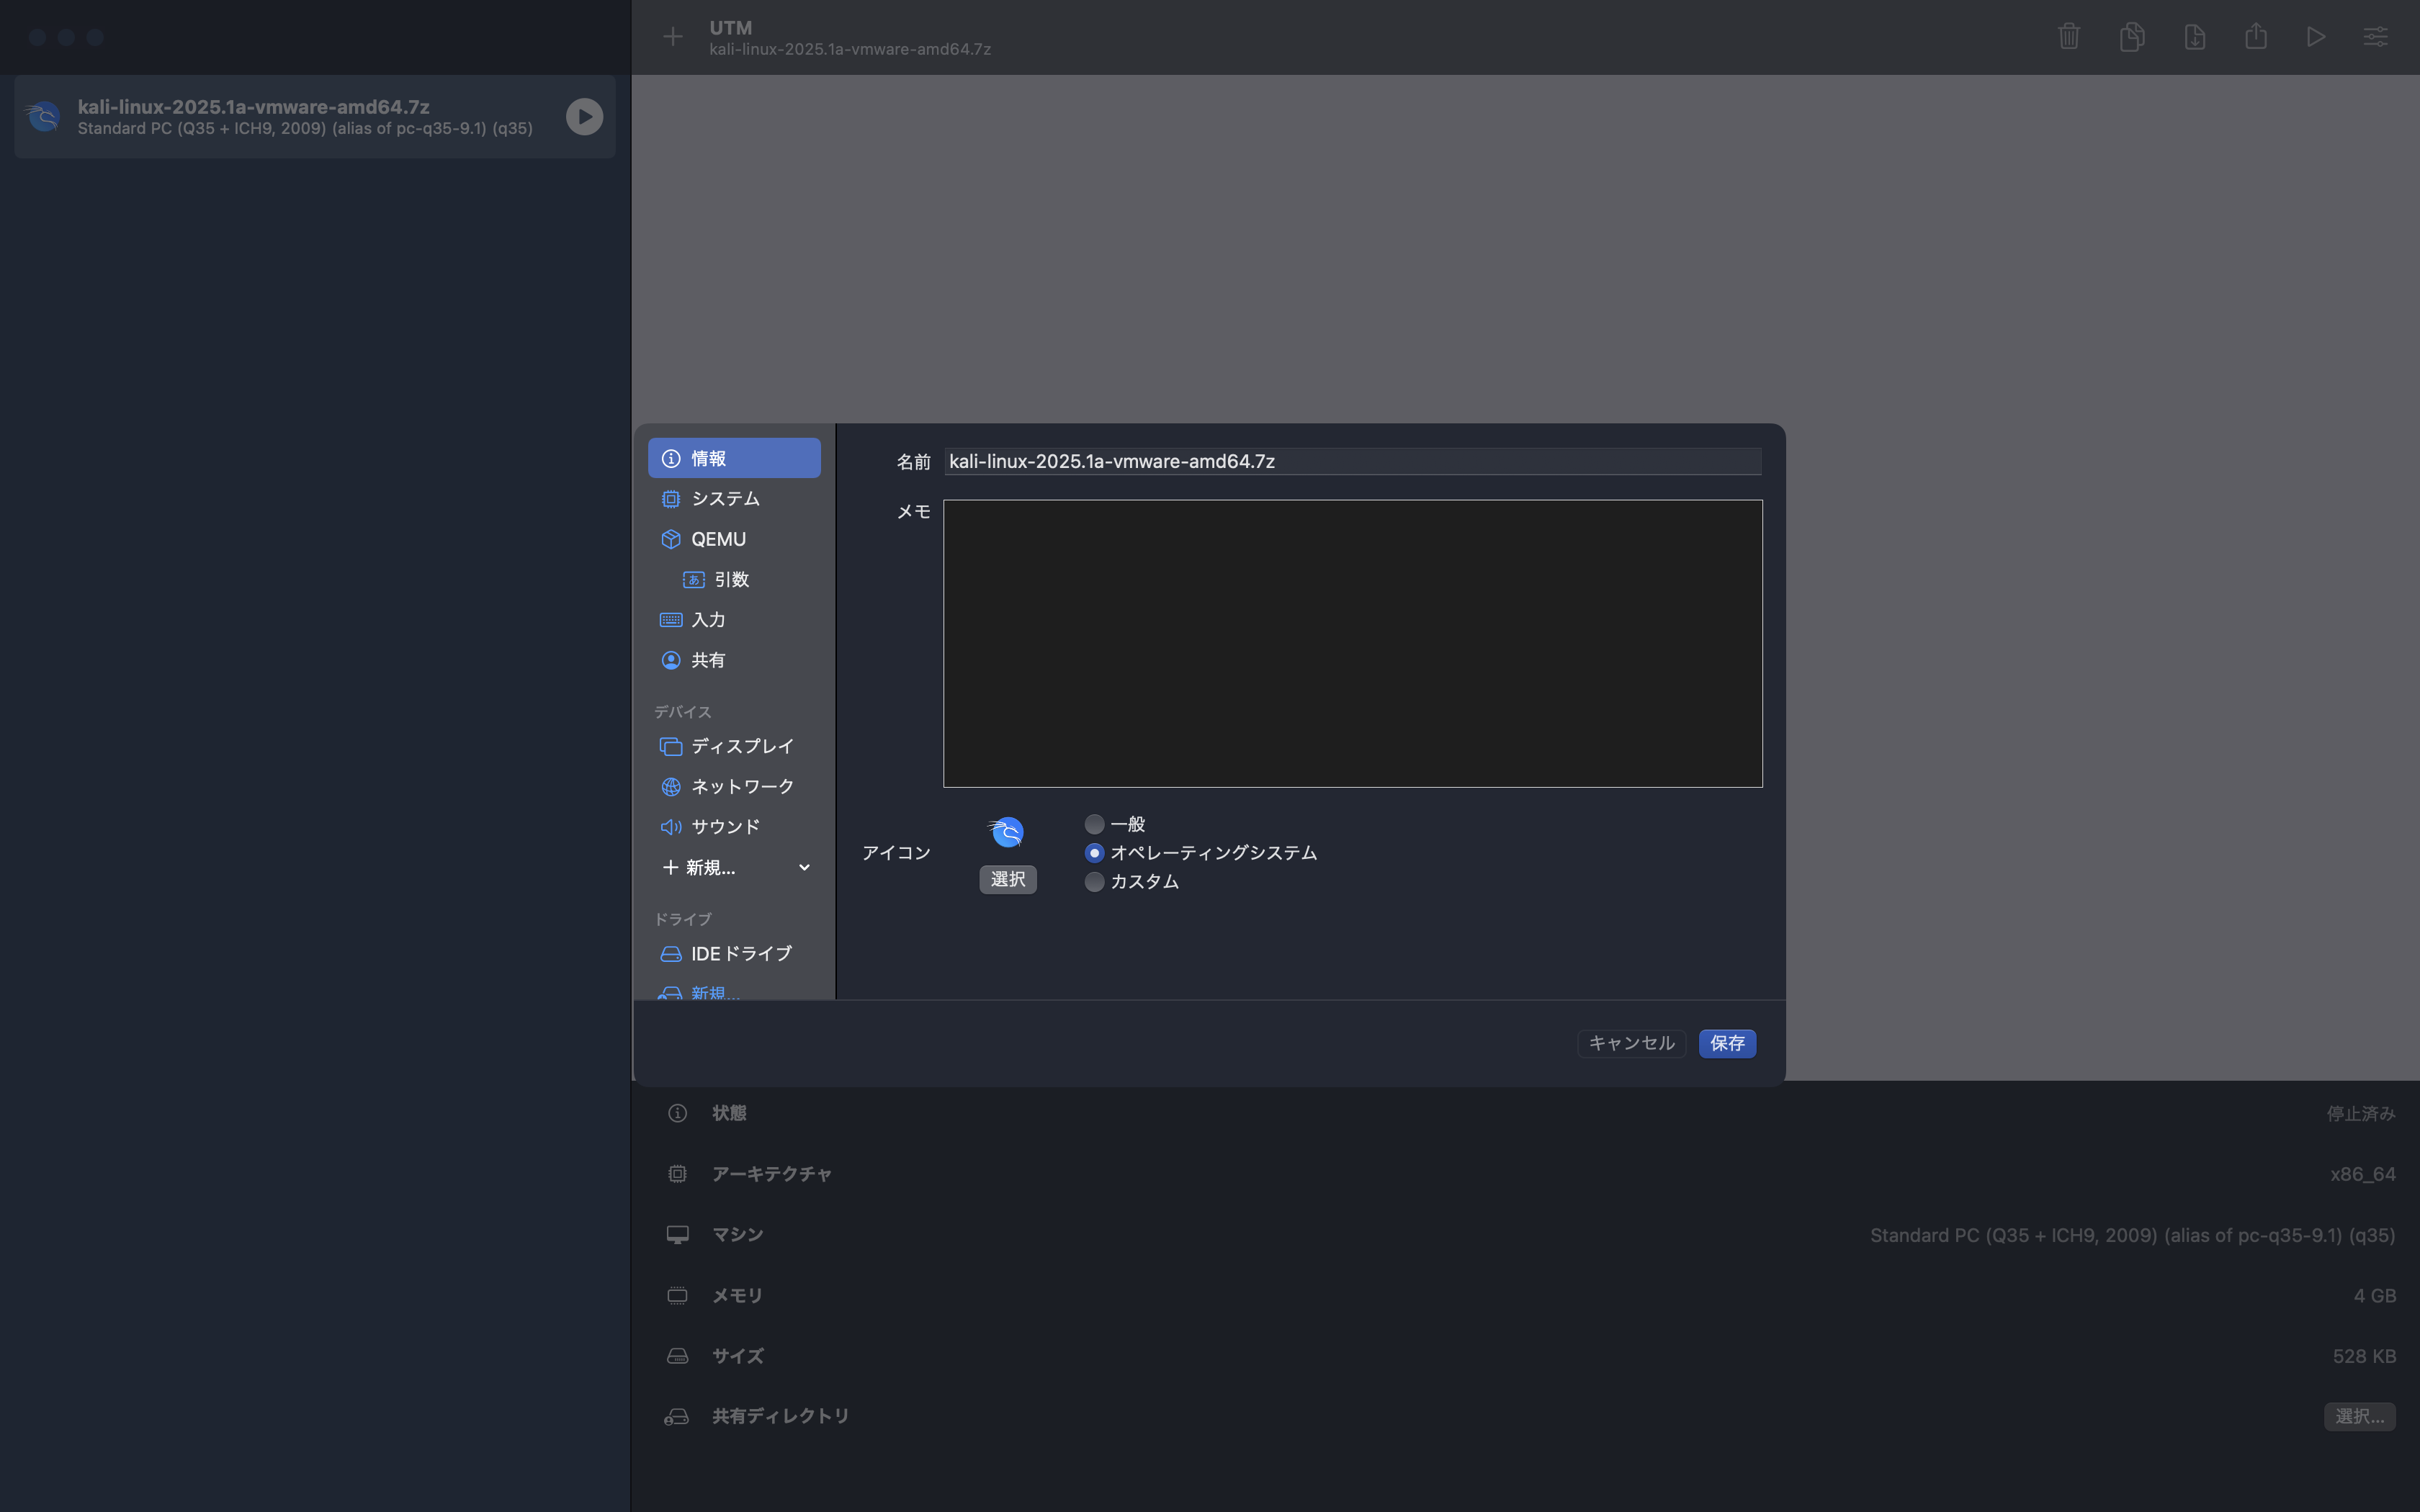 UTM
kali-linux-2025.1a-vmware-amd64.7z
kali-linux-2025.1a-vmware-amd64.7z
Standard PC (Q35 + ICH9, 2009) (alias of pc-q35-9.1) (q35)
情報
システム
QEMU
あ 引数
入力
共有
デバイス
ディスプレイ
ネットワーク
サウンド
新規...
ドライブ
IDE ドライブ
新規...
名前 kali-linux-2025.1a-vmware-amd64.7z
メモ
アイコン
選択
一般
オペレーティングシステム
カスタム
キャンセル 保存
状態 停止済み
アーキテクチャ x86_64
マシン Standard PC (Q35 + ICH9, 2009) (alias of pc-q35-9.1) (q35)
メモリ 4 GB
サイズ 528 KB
共有ディレクトリ 選択...